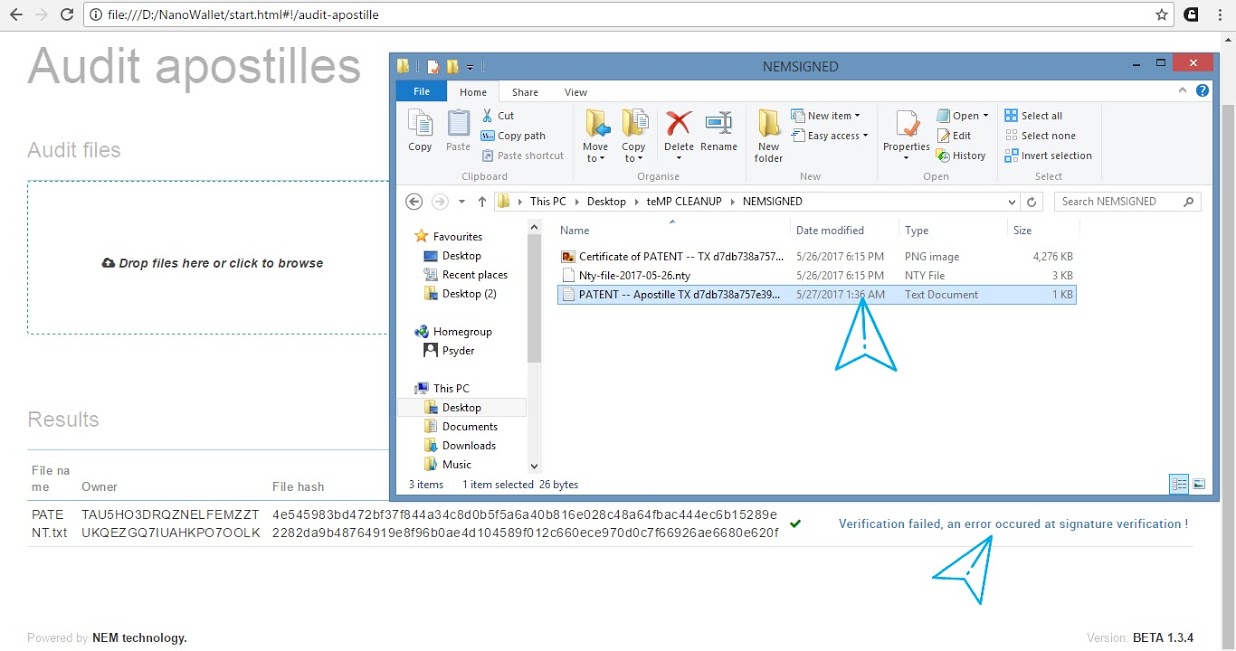 file:///D:/NanoWallet/start.html#!/audit-apostille
Audit apostilles
Audit files
Drop files here or click to browse
NEMSIGNED
File Home Share View
Copy
Paste
Cut
Copy path
Paste shortcut
Clipboard
Move to
Copy to
Delete
Rename
Organise
New folder
New item
Easy access
New
Properties
Open
Edit
History
Open
Select all
Select none
Invert selection
Select
This PC Desktop teMP CLEANUP NEMSIGNED
Search NEMSIGNED
Favourites
Desktop
Recent places
Desktop (2)
Homegroup
Psyder
This PC
Desktop
Documents
Downloads
Music
Name Date modified Type Size
Certificate of PATENT -- TX d7db738a757... 5/26/2017 6:15 PM PNG image 4,276 KB
Nty-file-2017-05-26.nty 5/26/2017 6:15 PM NTY File 3 KB
PATENT -- Apostille TX d7db738a757e39... 5/27/2017 1:36 AM Text Document 1 KB
3 items 1 item selected 26 bytes
Results
File na
me Owner File hash
PATE TAU5HO3DRQZNELFEMZZT 4e545983bd472bf37f844a34c8d0b5f5a6a40b816e028c48a64fbac444ec6b15289e
NT.txt UKQEZGQ7IUAHKPO7OOLK 2282da9b48764919e8f96b0ae4d104589f012c660ece970d0c7f66926ae6680e620f
Verification failed, an error occured at signature verification !
Powered by NEM technology.
Version: BETA 1.3.4